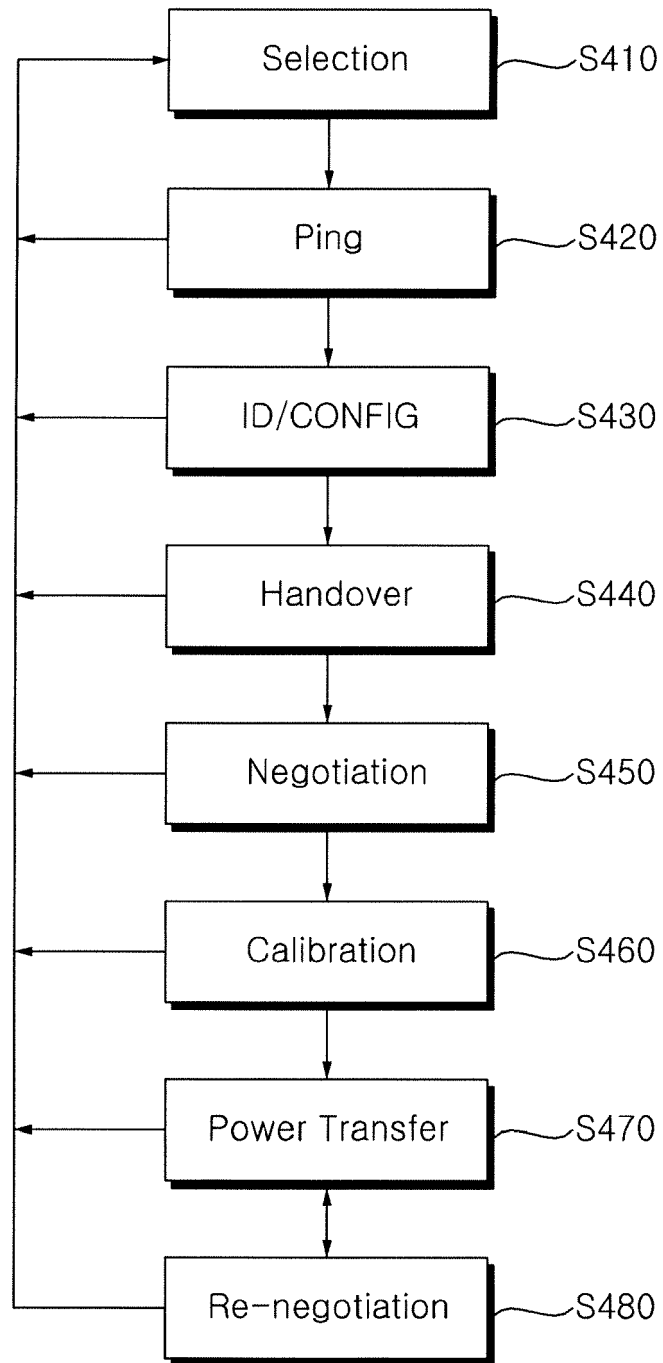 Selection S410
Ping S420
ID/CONFIG S430
Handover S440
Negotiation S450
Calibration S460
Power Transfer S470
Re-negotiation S480